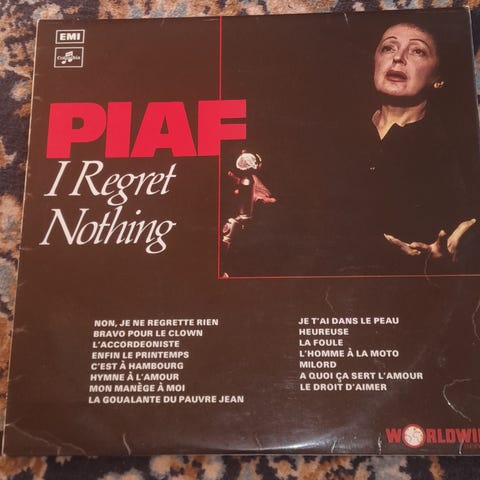 EMI
Columbia
PIAF
I Regret
Nothing
NON, JE NE REGRETTE RIEN
BRAVO POUR LE CLOWN
L'ACCORDEONISTE
ENFIN LE PRINTEMPS
C'EST À HAMBOURG
HYMNE À L'AMOUR
MON MANÈGE À MOI
LA GOUALANTE DU PAUVRE JEAN
JE T'AI DANS LE PEAU
HEUREUSE
LA FOULE
L'HOMME À LA MOTO
MILORD
A QUOI ÇA SERT L'AMOUR
LE DROIT D'AIMER